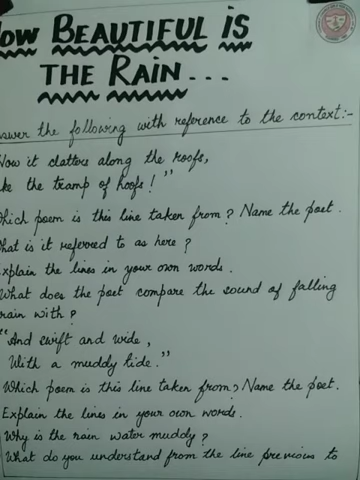 How BEAUTIFUL is
THE RAIN...
answer the following with reference to the context:-
How it clatters along the roofs,
like the tramp of hoofs!"
Which poem is this line taken from? Name the poet.
What is it referred to as here?
Explain the lines in your own words.
What does the poet compare the sound of falling
rain with?
"And swift and wide,
With a muddy tide."
Which poem is this line taken from? Name the poet.
Explain the lines in your own words.
Why is the rain water muddy?
What do you understand from the line previous to